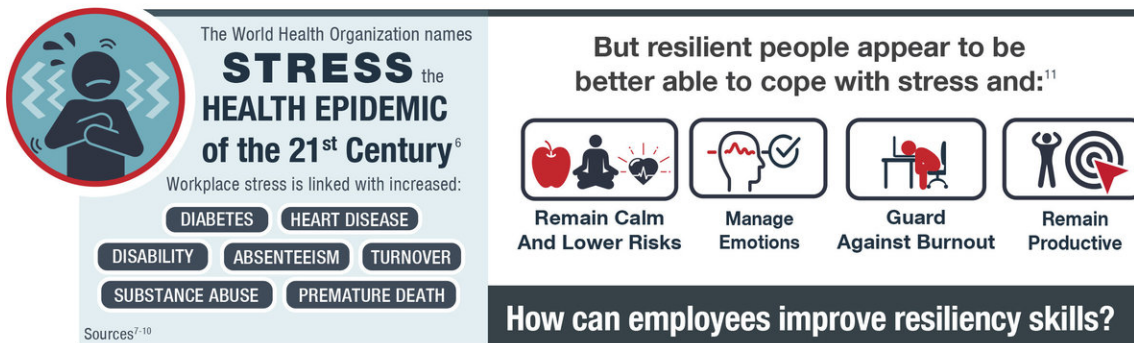 The World Health Organization names
STRESS the
HEALTH EPIDEMIC
of the 21st Century6
Workplace stress is linked with increased:
DIABETES HEART DISEASE
DISABILITY ABSENTEEISM TURNOVER
SUBSTANCE ABUSE PREMATURE DEATH
Sources7-10
But resilient people appear to be
better able to cope with stress and:11
Remain Calm
And Lower Risks
Manage
Emotions
Guard
Against Burnout
Remain
Productive
How can employees improve resiliency skills?